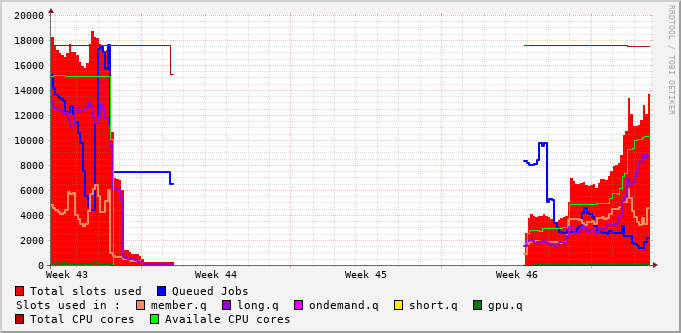 RRDTOOL / TOBI OETIKER
20000
18000
16000
14000
12000
10000
8000
6000
4000
2000
0
Week 43 Week 44 Week 45 Week 46
Total slots used Queued Jobs
Slots used in : member.q long.q ondemand.q short.q gpu.q
Total CPU cores Availale CPU cores